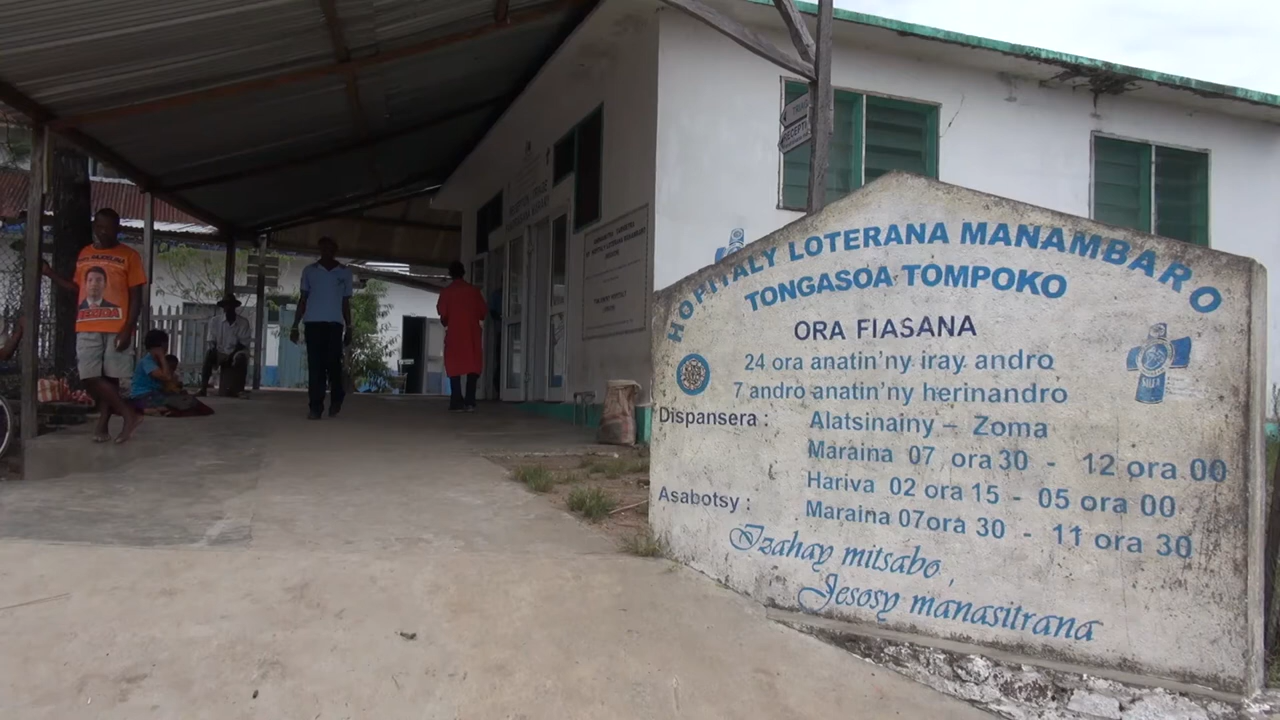 HOPITALY LOTERANA MANAMBARO
TONGASOA TOMPOKO
ORA FIASANA
24 ora anatin'ny iray andro
7 andro anatin'ny herinandro
Dispansera : Alatsinainy – Zoma
Maraina 07 ora 30 - 12 ora 00
Hariva 02 ora 15 - 05 ora 00
Asabotsy : Maraina 07ora 30 - 11 ora 30
Izahay mitsabo,
Jesosy manasitrana